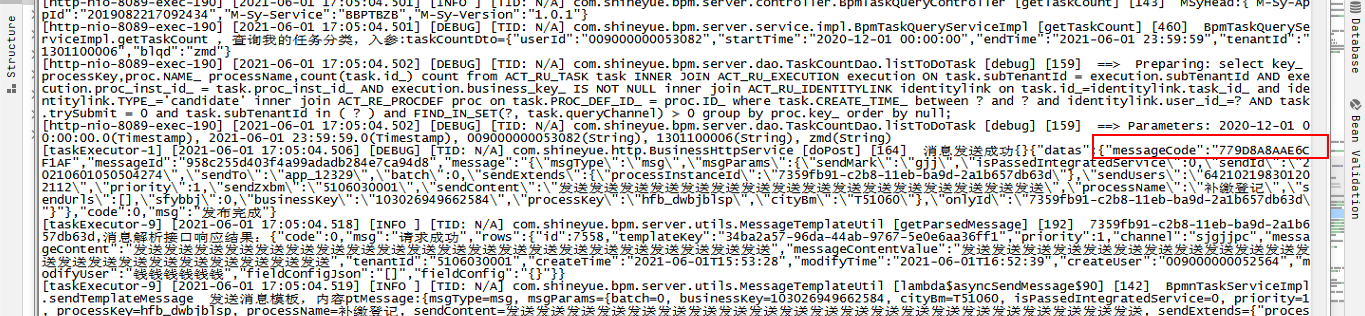 [http-nio-8089-exec-190] [2021-06-01 17:05:04.501] [INFO ] [TID: N/A] com.shineyue.bpm.server.controller.BpmTaskQueryController [getTaskCount] [143] MsyHead:{"M-Sy-Ap
pId":"2019082217092434","M-Sy-Service":"BBPTBZB","M-Sy-Version":"1.0.1"}
[http-nio-8089-exec-190] [2021-06-01 17:05:04.501] [DEBUG] [TID: N/A] com.shineyue.bpm.server.service.impl.BpmTaskQueryServiceImpl [getTaskCount] [460] BpmTaskQuerySe
rviceImpl.getTaskCount , 查询我的任务分类，入参:taskCountDto={"userId":"009000000053082","startTime":"2020-12-01 00:00:00","endTime":"2021-06-01 23:59:59","tenantId":"
1301100006","blqd":"zmd"}
[http-nio-8089-exec-190] [2021-06-01 17:05:04.502] [DEBUG] [TID: N/A] com.shineyue.bpm.server.dao.TaskCountDao.listToDoTask [debug] [159] ==> Preparing: select key_
processKey,proc.NAME_ processName,count(task.id_) count from ACT_RU_TASK task INNER JOIN ACT_RU_EXECUTION execution ON task.subTenantId = execution.subTenantId AND exe
cution.proc_inst_id_ = task.proc_inst_id_ AND execution.business_key_ IS NOT NULL inner join ACT_RU_IDENTITYLINK identitylink on task.id_=identitylink.task_id_ and ide
ntitylink.TYPE_='candidate' inner join ACT_RE_PROCDEF proc on task.PROC_DEF_ID_ = proc.ID_ where task.CREATE_TIME_ between ? and ? and identitylink.user_id_=? AND task
.trySubmit = 0 and task.subTenantId in ( ? ) and FIND_IN_SET(?, task.queryChannel) > 0 group by proc.key_ order by null;
[http-nio-8089-exec-190] [2021-06-01 17:05:04.502] [DEBUG] [TID: N/A] com.shineyue.bpm.server.dao.TaskCountDao.listToDoTask [debug] [159] ==> Parameters: 2020-12-01 0
0:00:00.0(Timestamp), 2021-06-01 23:59:59.0(Timestamp), 009000000053082(String), 1301100006(String), zmd(String)
[taskExecutor-1] [2021-06-01 17:05:04.506] [DEBUG] [TID: N/A] com.shineyue.http.BusinessHttpService [doPost] [164] 消息发送成功{}{"datas":{"messageCode":"779D8A8AAE6C
F1AF","messageId":"958c255d403f4a99adadb284e7ca94d8","message":"{\"msgType\":\"msg\",\"msgParams\":{\"sendMark\":\"gjj\",\"isPassedIntegratedService\":0,\"sendId\":\"2
0210601050504274\",\"sendTo\":\"app_12329\",\"batch\":0,\"sendExtends\":{\"processInstanceId\":\"7359fb91-c2b8-11eb-ba9d-2a1b657db63d\"},\"sendUsers\":\"64210219830120
2112\",\"priority\":1,\"sendZxbm\":\"5106030001\",\"sendContent\":\"发送发送发送发送发送发送发送发送发送发送发送发送发送发送发送发送\",\"processName\":\"补缴登记\",\"s
endUrls\":[],\"sfybbj\":0,\"businessKey\":\"103026949662584\",\"processKey\":\"hfb_dwbjblsp\",\"cityBm\":\"T51060\"},\"onlyId\":\"7359fb91-c2b8-11eb-ba9d-2a1b657db63d\
"}"},"code":0,"msg":"发布完成"}
[taskExecutor-9] [2021-06-01 17:05:04.518] [INFO ] [TID: N/A] com.shineyue.bpm.server.utils.MessageTemplateUtil [getParsedMessage] [192] 7359fb91-c2b8-11eb-ba9d-2a1b6
57db63d,消息解析接口响应结果：{"code":0,"msg":"请求成功","rows":{"id":7558,"templateKey":"34ba2a57-96da-44ab-9767-5e0e6aa36ff1","priority":1,"channel":"sjgjjpc","messa
geContent":"发送发送发送发送发送发送发送发送发送发送发送发送发送发送发送发送","messageContentValue":"发送发送发送发送发送发送发送发送发送发
送发送发送发送发送发送发送","tenantId":"5106030001","createTime":"2021-06-01T15:53:28","modifyTime":"2021-06-01T16:52:39","createUser":"009000000052564","m
odifyUser":"钱钱钱钱钱钱","fieldConfigJson":"[]","fieldConfig":"{}"}}
[taskExecutor-9] [2021-06-01 17:05:04.519] [INFO ] [TID: N/A] com.shineyue.bpm.server.utils.MessageTemplateUtil [lambda$asyncSendMessage$90] [142] BpmnTaskServiceImpl
.sendTemplateMessage 发送消息模板，内容ptMessage:{msgType=msg, msgParams={batch=0, businessKey=103026949662584, cityBm=T51060, isPassedIntegratedService=0, priority=1
, processKey=hfb_dwbjblsp, processName=补缴登记, sendContent=发送发送发送发送发送发送发送发送发送发送发送发送发送发送发送发送, sendExtends={"proces
Structure
Database
Bean Validation